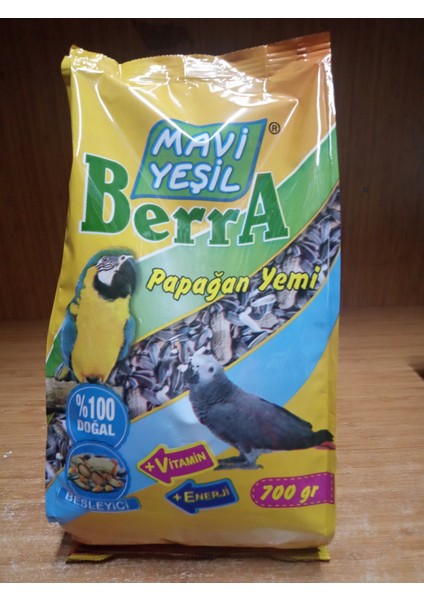 MAVİ
YEŞİL
®
BerrA
Papağan Yemi
%100
DOĞAL
+VİTAMİN
BESLEYİCİ
+ENERJİ
700 gr